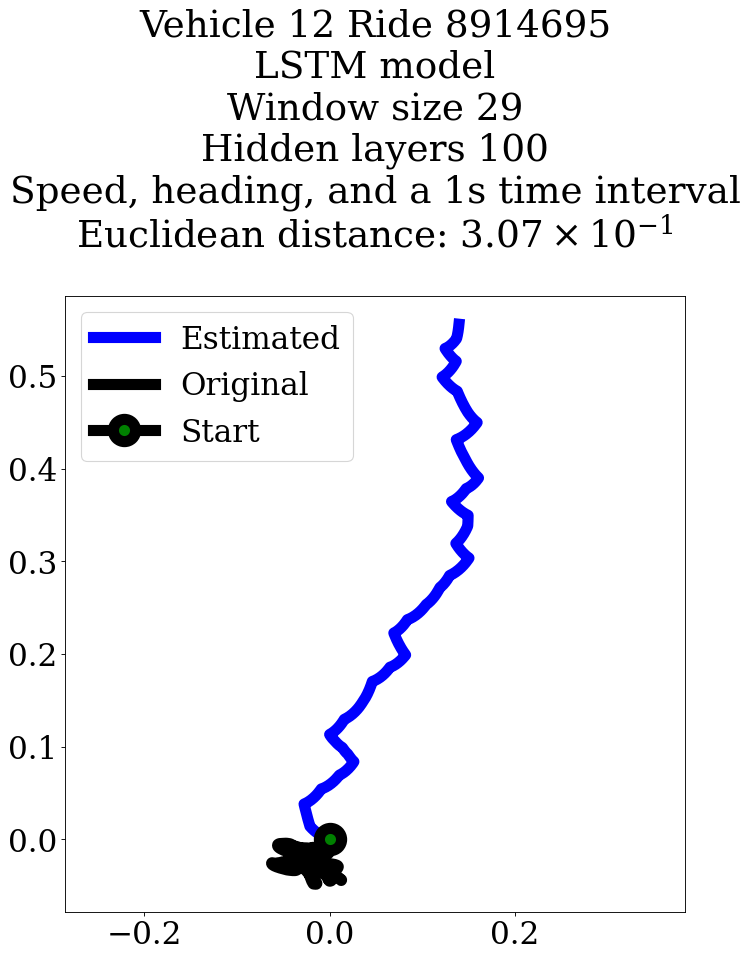 Vehicle 12 Ride 8914695
LSTM model
Window size 29
Hidden layers 100
Speed, heading, and a 1s time interval
Euclidean distance: 3.07 × 10⁻¹
Estimated
Original
Start
0.5
0.4
0.3
0.2
0.1
0.0
−0.2 0.0 0.2